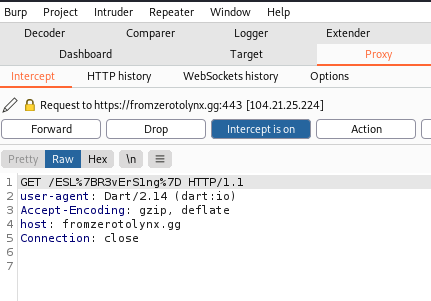 Burp Project Intruder Repeater Window Help
Decoder Comparer Logger Extender
Dashboard Target Proxy
Intercept HTTP history WebSockets history Options
Request to https://fromzerotolynx.gg:443 [104.21.25.224]
Forward Drop Intercept is on Action
Pretty Raw Hex \n
1 GET /ESL%7BR3vErS1ng%7D HTTP/1.1
2 user-agent: Dart/2.14 (dart:io)
3 Accept-Encoding: gzip, deflate
4 host: fromzerotolynx.gg
5 Connection: close
6
7